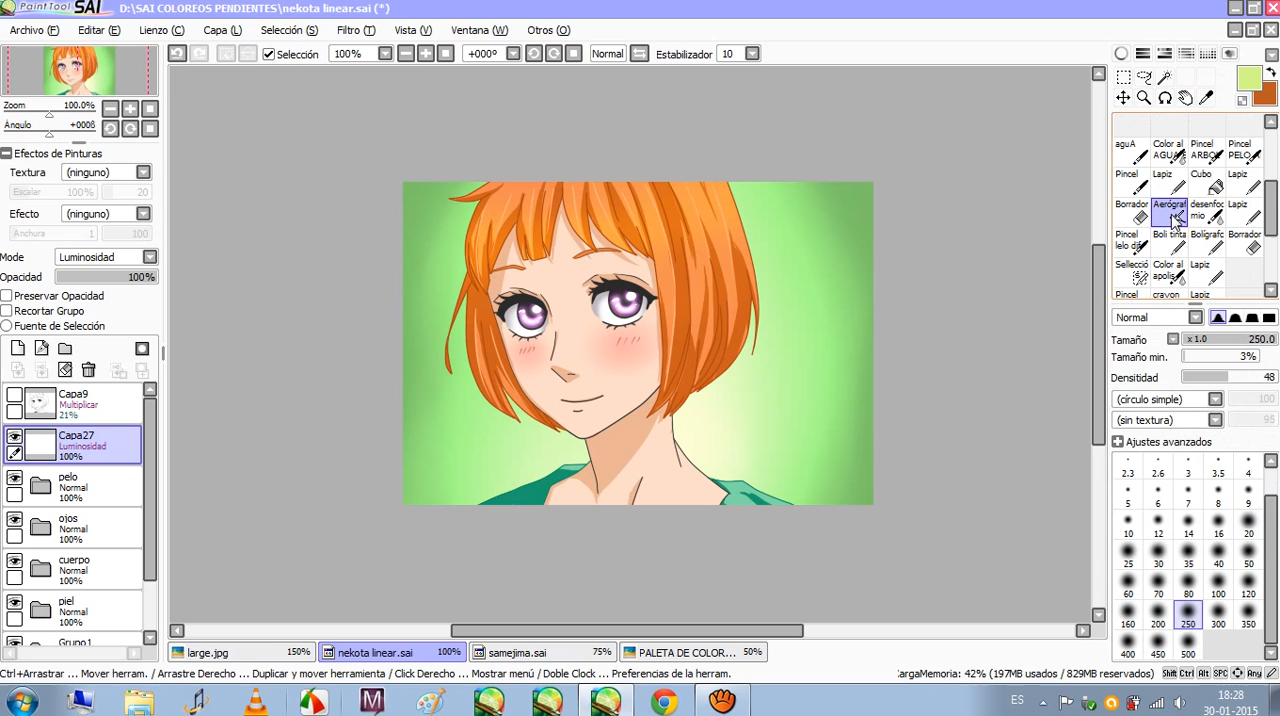 PaintTool SAI D:\SAI COLOREOS PENDIENTES\nekota linear.sai (*)
Archivo (F) Editar (E) Lienzo (C) Capa (L) Selección (S) Filtro (T) Vista (V) Ventana (W) Otros (O)
Selección 100% +000º Normal Estabilizador 10
Zoom 100.0%
Ángulo +000ß
Efectos de Pinturas
Textura (ninguno)
Escalar 100% 20
Efecto (ninguno)
Anchura 1 100
Modo Luminosidad
Opacidad 100%
Preservar Opacidad
Recortar Grupo
Fuente de Selección
Capa9
Multiplicar
21%
Capa27
Luminosidad
100%
pelo
Normal
100%
ojos
Normal
100%
cuerpo
Normal
100%
piel
Normal
100%
Grupo1
aguA Color al AGUA Pincel ARBO Pincel PELO
Pincel Lapiz Cubo Lapiz
Borrador Aerógraf desenfoc mio Lapiz
Pincel lelo dif Boli tinta Bolígrafo Borrador
Sellecció Color al apolis Lapiz
Pincel crayon Lapiz
Normal
Tamaño x 1.0 250.0
Tamaño min. 3%
Densitidad 48
(círculo simple) 100
(sin textura) 95
Ajustes avanzados
2.3 2.6 3 3.5 4
5 6 7 8 9
10 12 14 16 20
25 30 35 40 50
60 70 80 100 120
160 200 250 300 350
400 450 500
large.jpg 150% nekota linear.sai 100% samejima.sai 75% PALETA DE COLOR... 50%
Ctrl+Arrastrar ... Mover herram. / Arrastre Derecho ... Duplicar y mover herramienta / Click Derecho ... Mostrar menú / Doble Clock ... Preferencias de la herram. ŀargaMemoria: 42% (197MB usados / 829MB reservados) Shift Ctrl Alt SPC Any
ES 18:28
30-01-2015